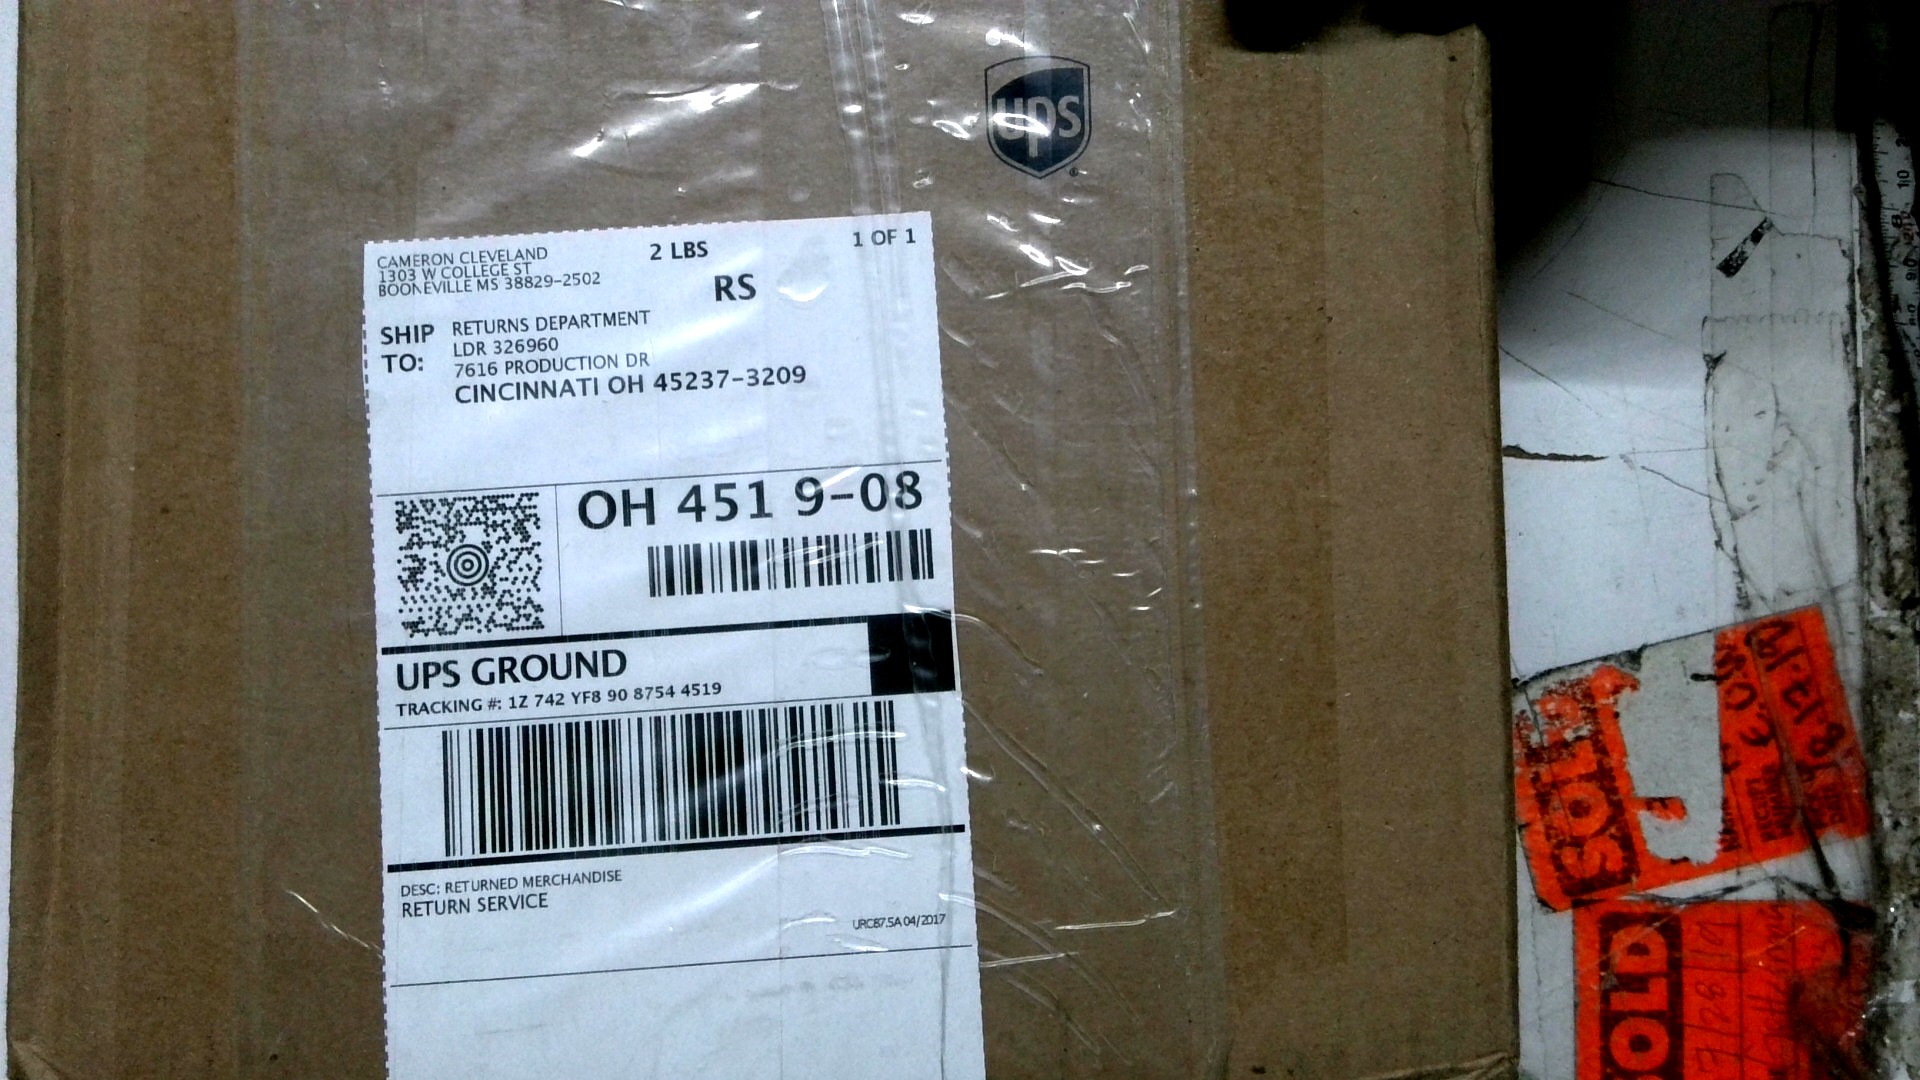 ups
CAMERON CLEVELAND
1303 W COLLEGE ST
BOONEVILLE MS 38829-2502
2 LBS
1 OF 1
RS
SHIP TO:
RETURNS DEPARTMENT
LDR 326960
7616 PRODUCTION DR
CINCINNATI OH 45237-3209
OH 451 9-08
UPS GROUND
TRACKING #: 1Z 742 YF8 90 8754 4519
DESC: RETURNED MERCHANDISE
RETURN SERVICE
URC87.5A 04/2017
SOLD
OLD